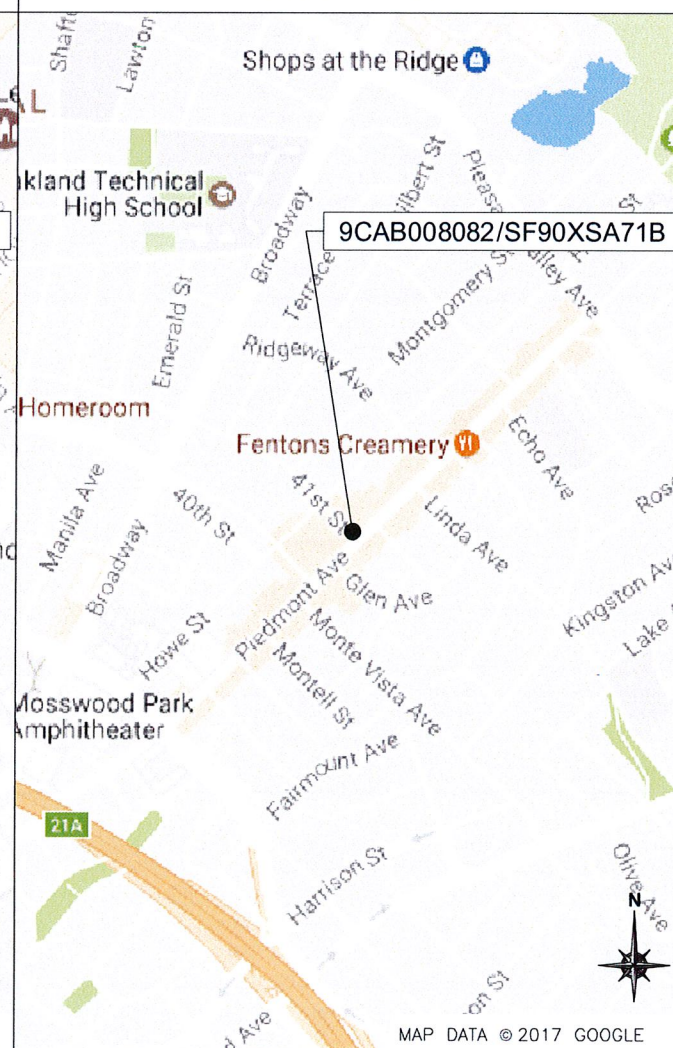 Lawton
Shops at the Ridge
Oakland Technical
High School
Broadway
Terrace
9CAB008082/SF90XSA71B
Montgomery St
Emerald St
Ridgeway Ave
Homeroom
Fentons Creamery
Echo Ave
41st St
40th St
Manila Ave
Broadway
Linda Ave
Piedmont Ave
Glen Ave
Kingston
Lake
Howe St
Monte Vista Ave
Montell St
Mosswood Park
Amphitheater
Fairmount Ave
21A
Harrison St
Olive Ave
N
MAP DATA © 2017 GOOGLE